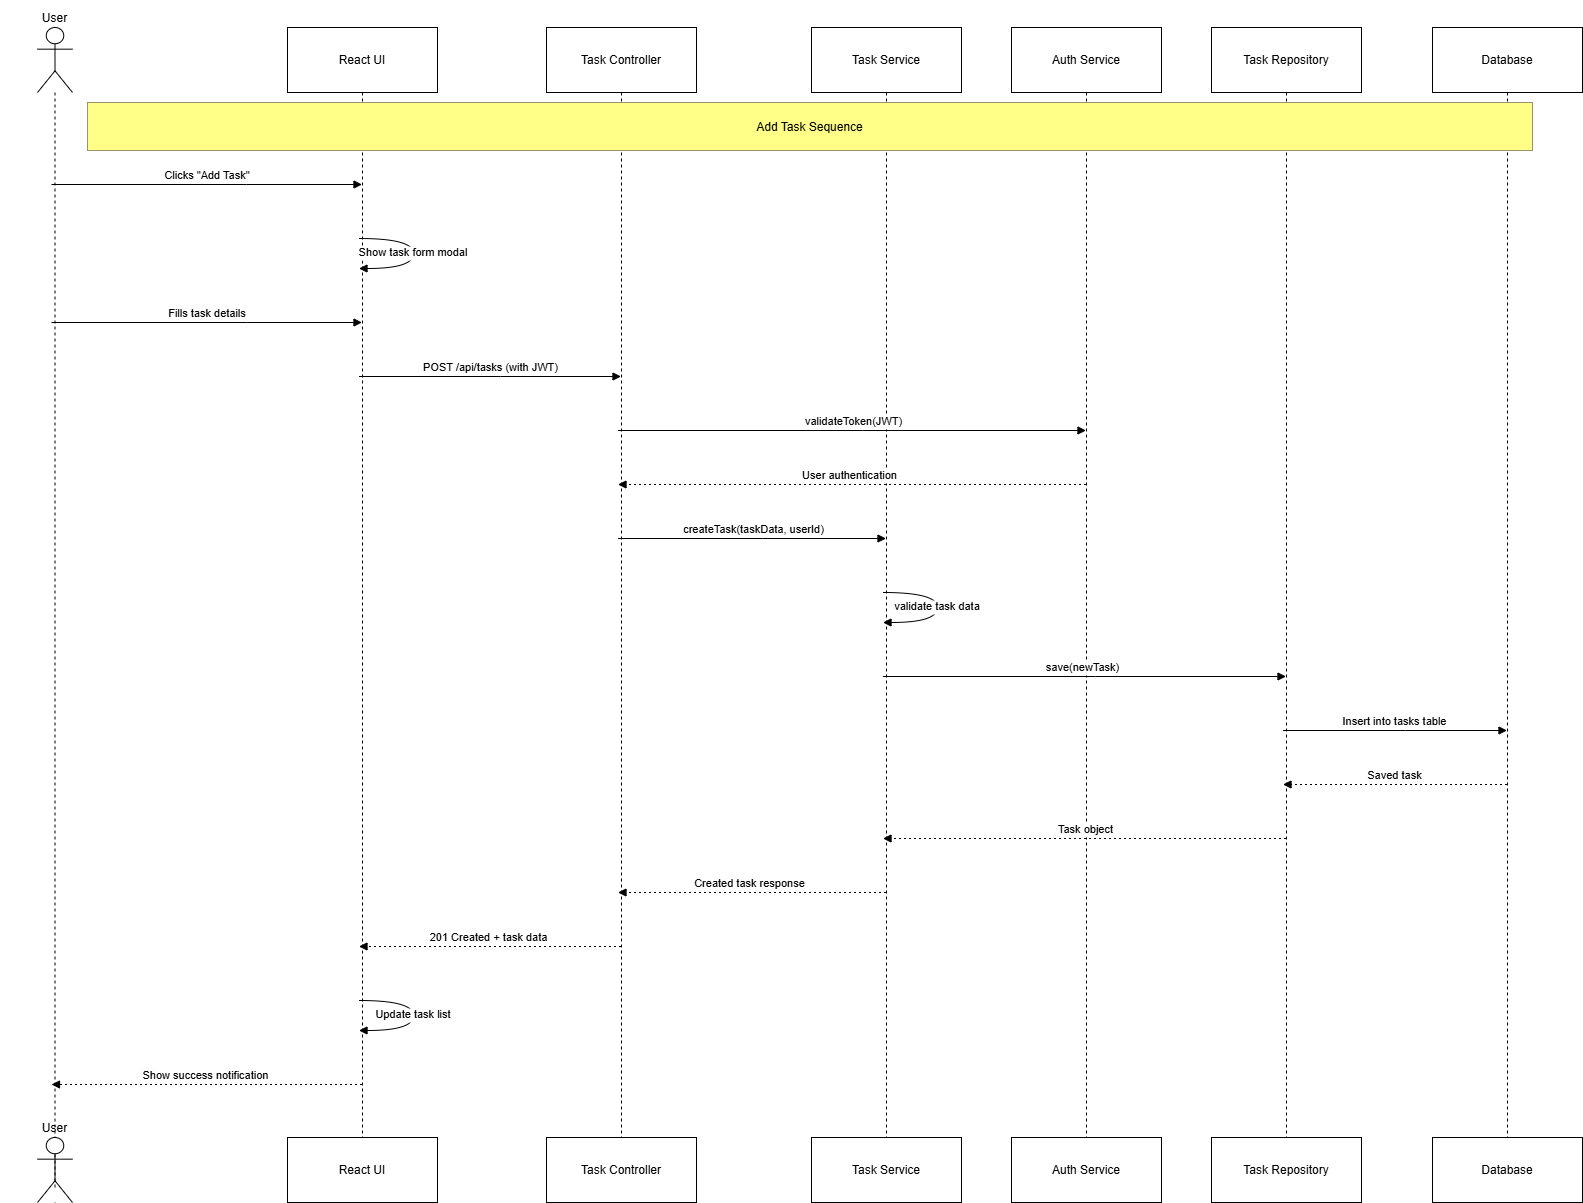 User
React UI
Task Controller
Task Service
Auth Service
Task Repository
Database
Add Task Sequence
Clicks "Add Task"
Show task form modal
Fills task details
POST /api/tasks (with JWT)
validateToken(JWT)
User authentication
createTask(taskData, userId)
validate task data
save(newTask)
Insert into tasks table
Saved task
Task object
Created task response
201 Created + task data
Update task list
Show success notification
User
React UI
Task Controller
Task Service
Auth Service
Task Repository
Database